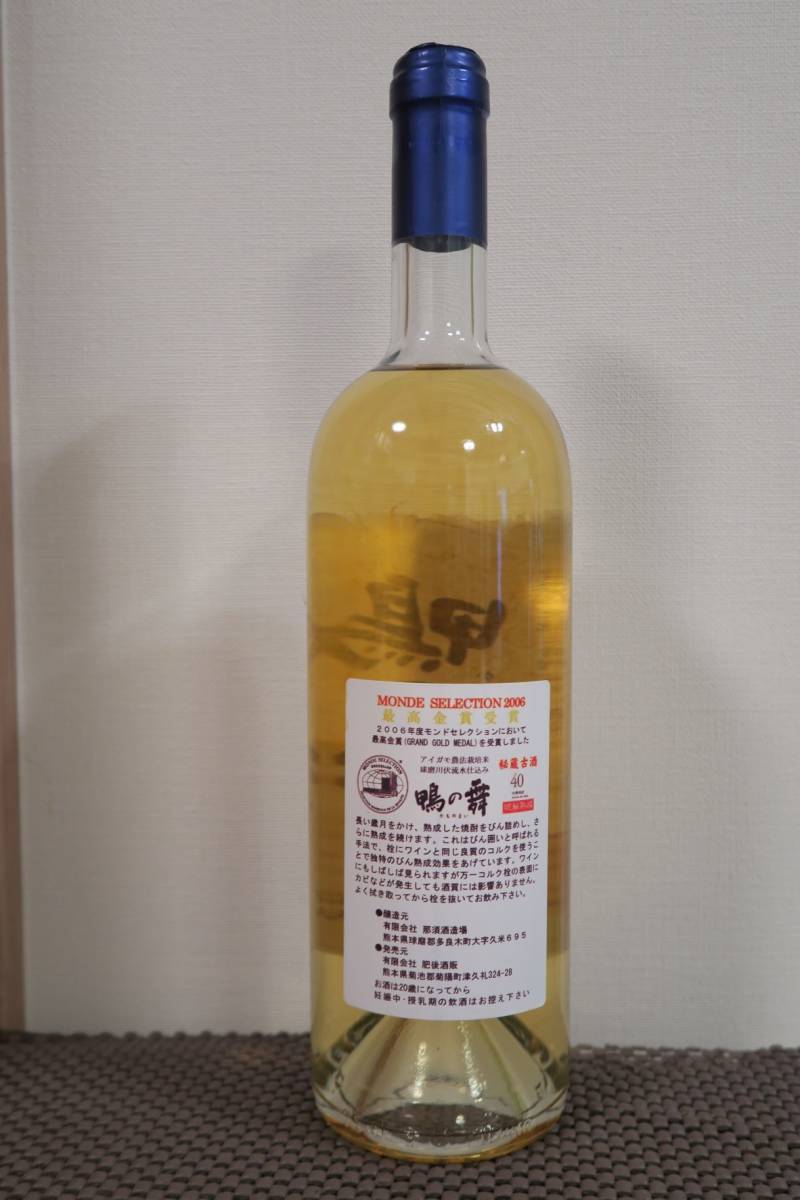 MONDE SELECTION 2006
最高金賞受賞
2006年度モンドセレクションにおいて
最高金賞(GRAND GOLD MEDAL)を受賞しました
アイガモ農法栽培米
球磨川伏流水仕込み
秘蔵古酒
40
MONDE SELECTION
鴨の舞
かものまい
長い歳月をかけ、熟成した焼酎をびん詰めし、さ
らに熟成を続けます。これはびん囲いと呼ばれる
手法で、栓にワインと同じ良質のコルクを使うこ
とで独特のびん熟成効果をあげています。ワイン
にもしばしば見られますが万一コルク栓の表面に
カビなどが発生しても酒質には影響ありません。
よく拭き取ってから栓を抜いてお飲み下さい。
●醸造元
有限会社 那須酒造場
熊本県球磨郡多良木町大字久米695
●発売元
有限会社 肥後酒販
熊本県菊池郡菊陽町津久礼324-28
お酒は20歳になってから
妊娠中・授乳期の飲酒はお控え下さい